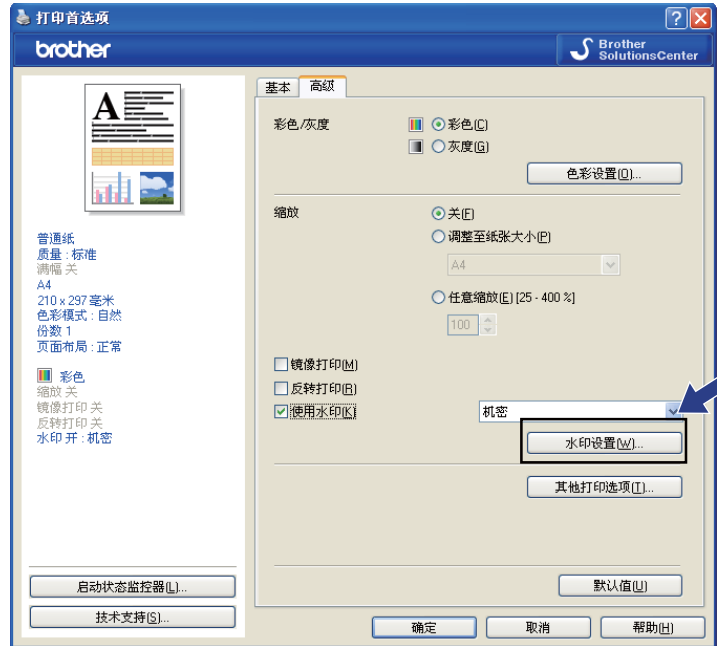 打印首选项
brother
Brother
SolutionsCenter
A
普通纸
质量 : 标准
满幅 关
A4
210 x 297 毫米
色彩模式 : 自然
份数 1
页面布局 : 正常
彩色
缩放 关
镜像打印 关
反转打印 关
水印 开 : 机密
启动状态监控器(L)...
技术支持(S)...
基本 高级
彩色/灰度
彩色(C)
灰度(G)
色彩设置(O)...
缩放
关(F)
调整至纸张大小(P)
A4
任意缩放(E) [25 - 400 %]
100
镜像打印(M)
反转打印(R)
使用水印(K)
机密
水印设置(W)...
其他打印选项(T)...
默认值(U)
确定 取消 帮助(H)